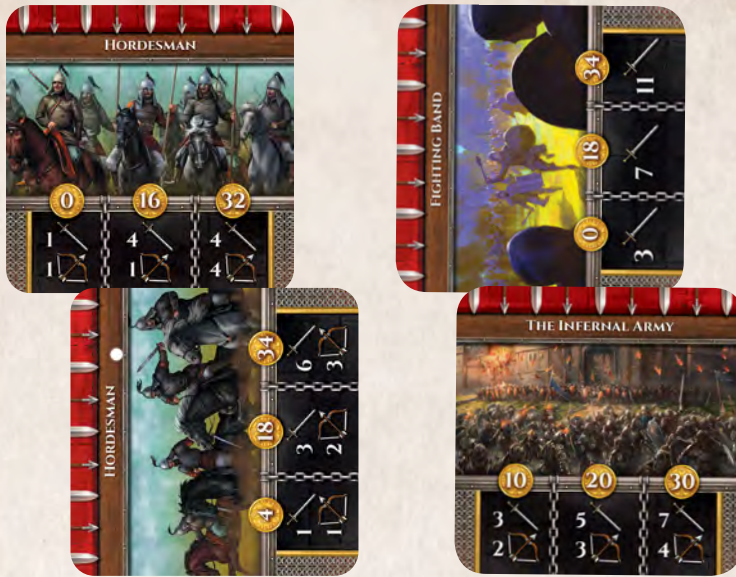 Hordesman
0 16 32
1 4 4
1 1 4
Fighting Band
0 18 34
3 7 11
Hordesman
4 18 34
1 3 6
1 2 3
The Infernal Army
10 20 30
3 5 7
2 3 4